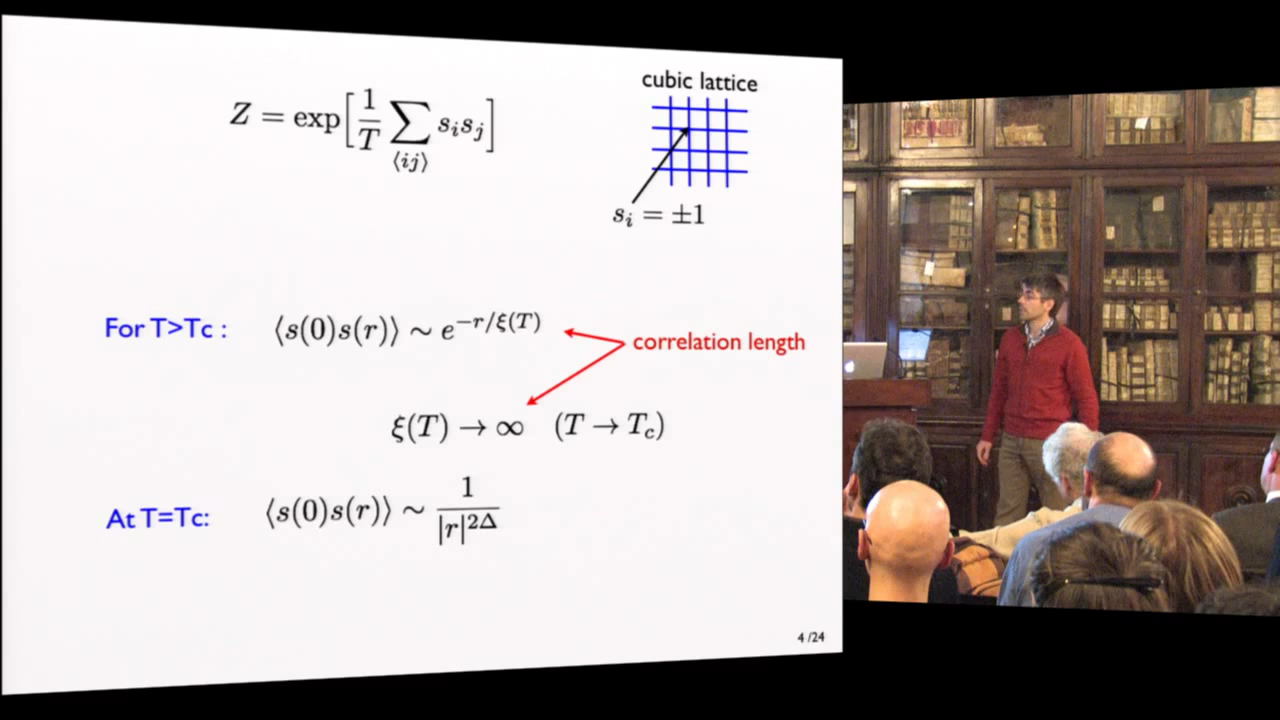 cubic lattice
Z = exp[1/T ∑⟨ij⟩ s_i s_j]
s_i = ±1
For T>Tc : ⟨s(0)s(r)⟩ ∼ e^{−r/ξ(T)}
correlation length
ξ(T) → ∞ (T → T_c)
At T=Tc: ⟨s(0)s(r)⟩ ∼ 1/|r|^{2Δ}
4 /24